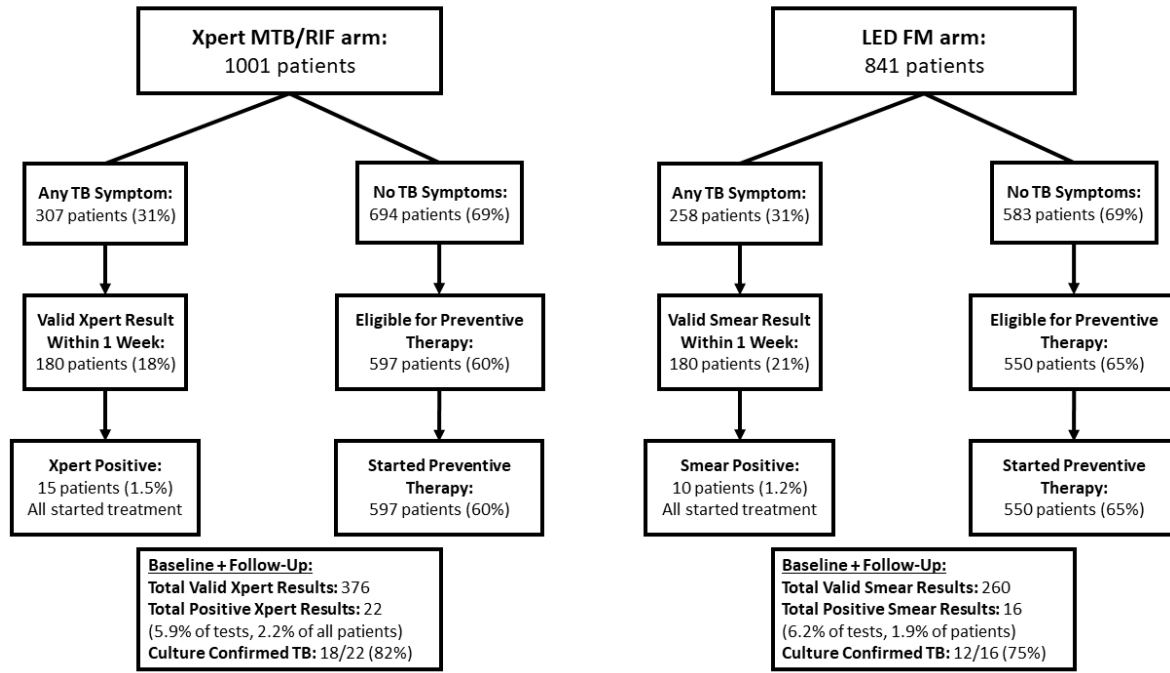 Xpert MTB/RIF arm:
1001 patients
Any TB Symptom:
307 patients (31%)
No TB Symptoms:
694 patients (69%)
Valid Xpert Result
Within 1 Week:
180 patients (18%)
Eligible for Preventive
Therapy:
597 patients (60%)
Xpert Positive:
15 patients (1.5%)
All started treatment
Started Preventive
Therapy:
597 patients (60%)
Baseline + Follow-Up:
Total Valid Xpert Results: 376
Total Positive Xpert Results: 22
(5.9% of tests, 2.2% of all patients)
Culture Confirmed TB: 18/22 (82%)
LED FM arm:
841 patients
Any TB Symptom:
258 patients (31%)
No TB Symptoms:
583 patients (69%)
Valid Smear Result
Within 1 Week:
180 patients (21%)
Eligible for Preventive
Therapy:
550 patients (65%)
Smear Positive:
10 patients (1.2%)
All started treatment
Started Preventive
Therapy:
550 patients (65%)
Baseline + Follow-Up:
Total Valid Smear Results: 260
Total Positive Smear Results: 16
(6.2% of tests, 1.9% of patients)
Culture Confirmed TB: 12/16 (75%)